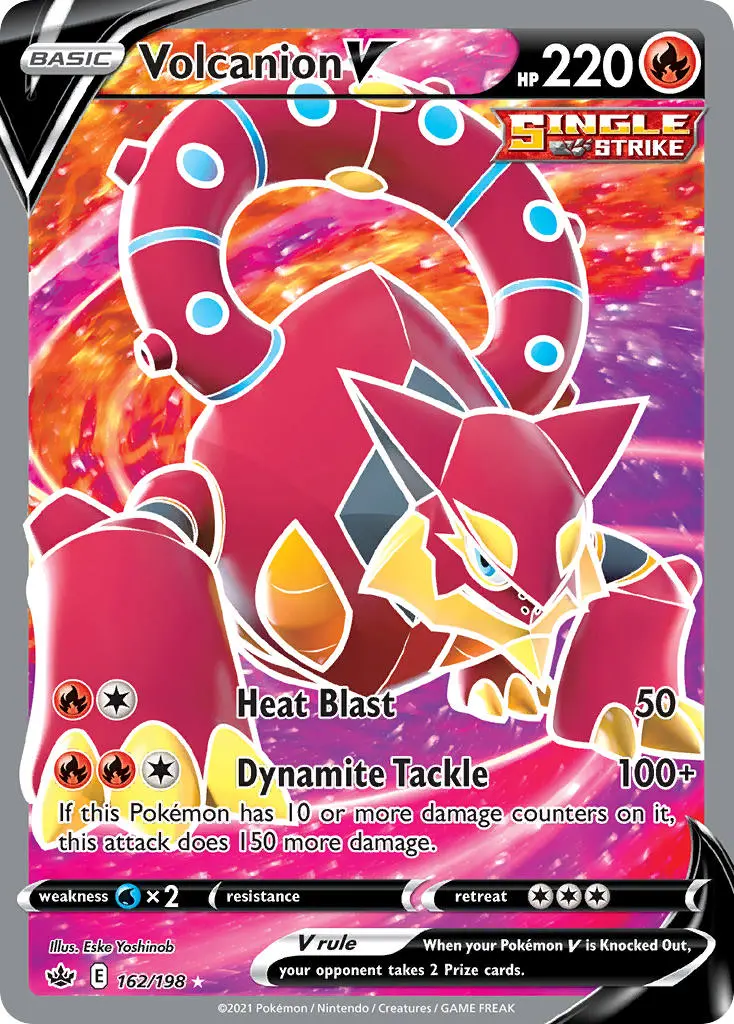 BASIC Volcanion V HP 220
SINGLE
STRIKE
Heat Blast 50
Dynamite Tackle 100+
If this Pokémon has 10 or more damage counters on it,
this attack does 150 more damage.
weakness ×2 resistance retreat
Illus. Eske Yoshinob
V rule When your Pokémon V is Knocked Out,
your opponent takes 2 Prize cards.
E 162/198
©2021 Pokémon / Nintendo / Creatures / GAME FREAK